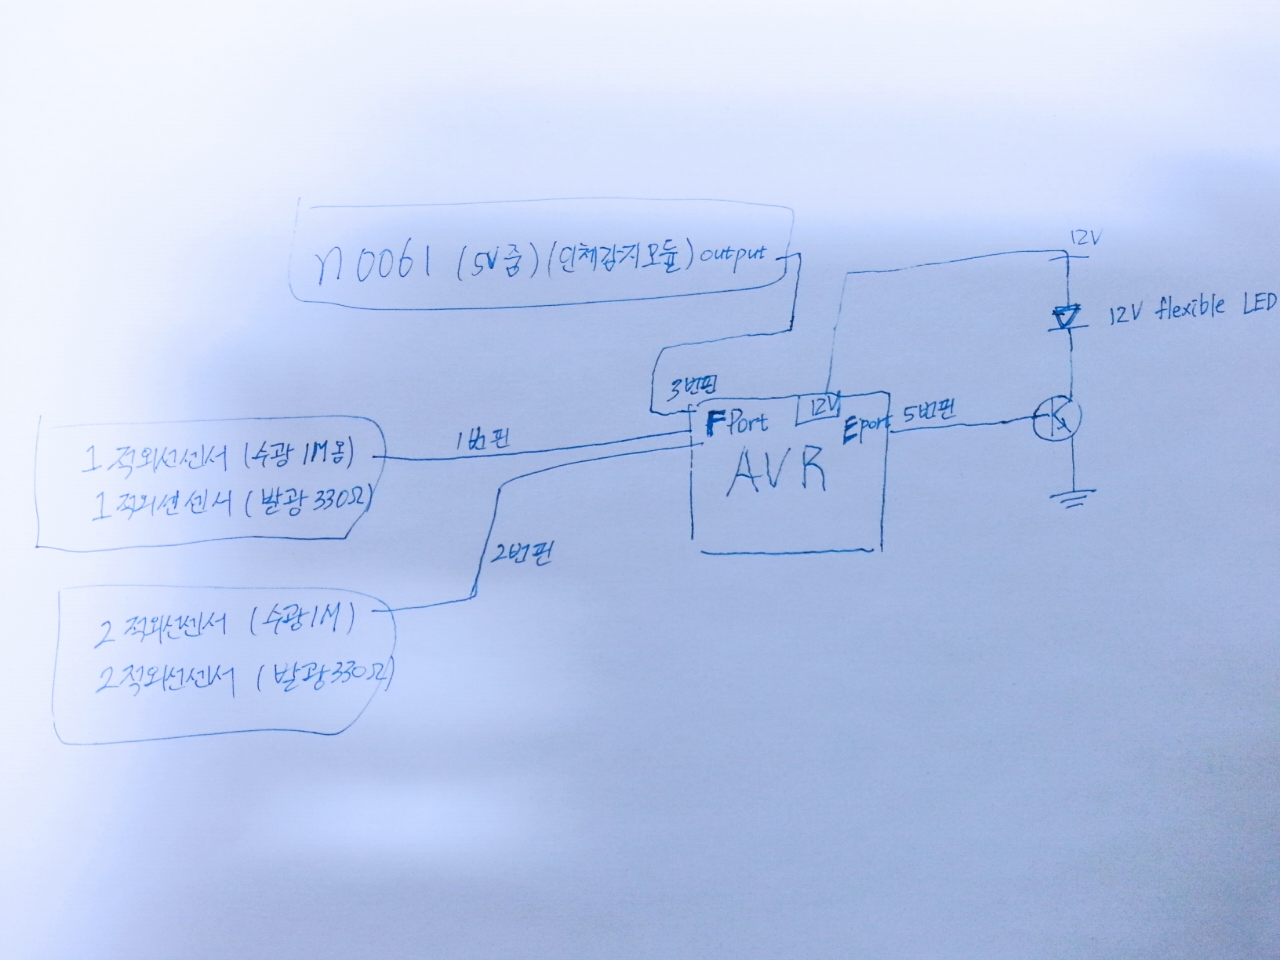 n0061 (5V줌) (인체감지모듈) output
12V
12V flexible LED
3번핀
12V
F Port
E port
5번핀
AVR
1번핀
1 적외선센서 (수광 1M옴)
1 적외선센서 (발광 330Ω)
2번핀
2 적외선센서 (수광 1M)
2 적외선센서 (발광 330Ω)